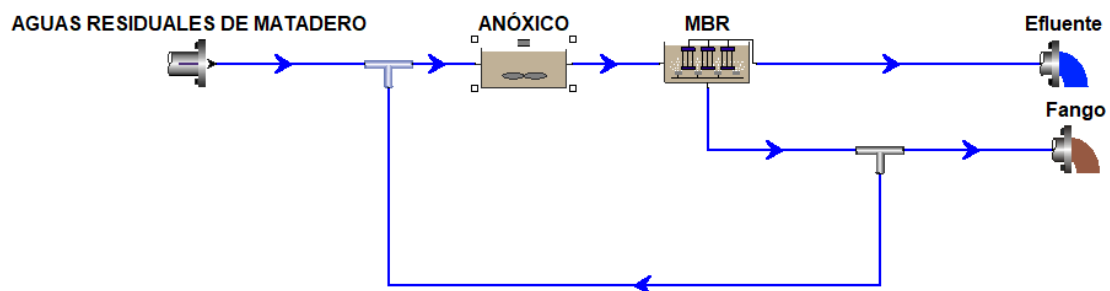 AGUAS RESIDUALES DE MATADERO
ANÓXICO
MBR
Efluente
Fango